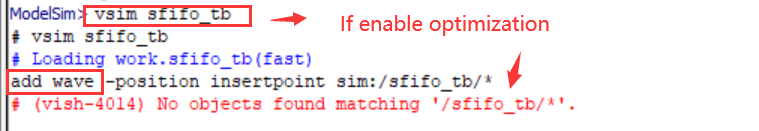 ModelSim> vsim sfifo_tb
If enable optimization
# vsim sfifo_tb
# Loading work.sfifo_tb(fast)
add wave -position insertpoint sim:/sfifo_tb/*
# (vish-4014) No objects found matching '/sfifo_tb/*'.